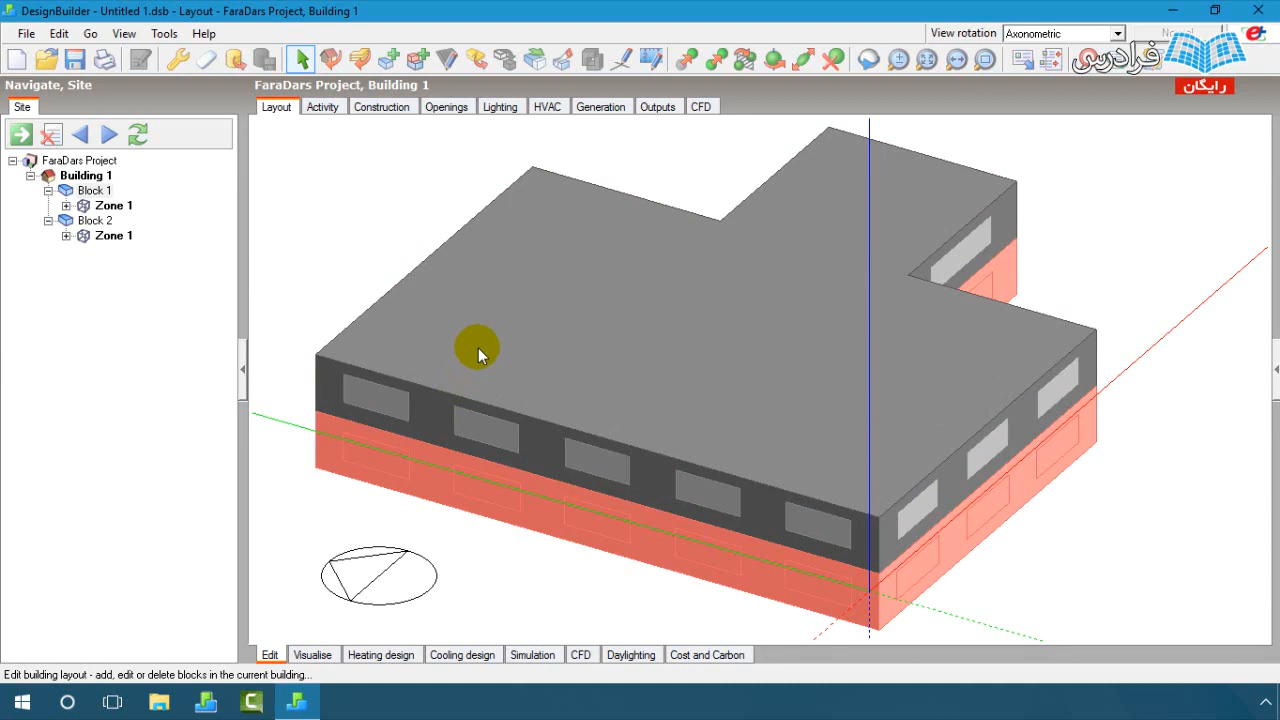 DesignBuilder - Untitled 1.dsb - Layout - FaraDars Project, Building 1
File Edit Go View Tools Help
View rotation Axonometric Normal
فرادرس
رایگان
Navigate, Site
FaraDars Project, Building 1
Site
Layout Activity Construction Openings Lighting HVAC Generation Outputs CFD
FaraDars Project
Building 1
Block 1
Zone 1
Block 2
Zone 1
Edit Visualise Heating design Cooling design Simulation CFD Daylighting Cost and Carbon
Edit building layout - add, edit or delete blocks in the current building...